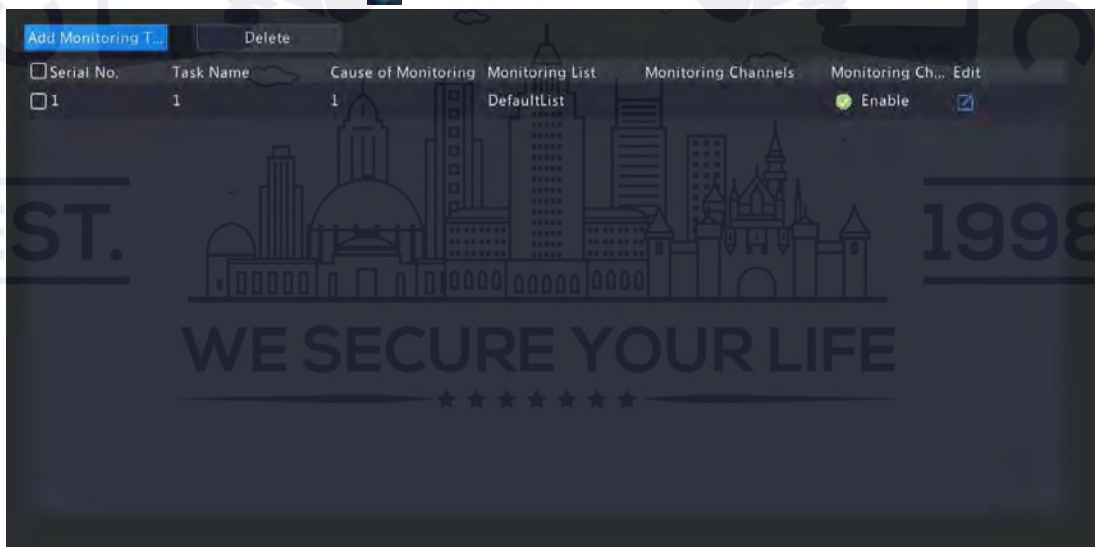 Add Monitoring T... Delete
Serial No. Task Name Cause of Monitoring Monitoring List Monitoring Channels Monitoring Ch... Edit
1 1 1 DefaultList Enable
EST. 1998
WE SECURE YOUR LIFE